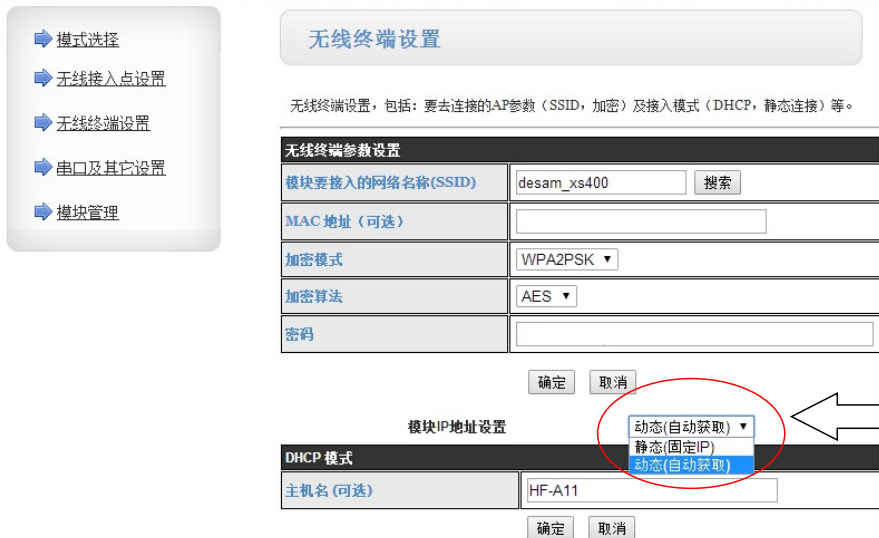 模式选择
无线接入点设置
无线终端设置
串口及其它设置
模块管理
无线终端设置
无线终端设置，包括：要去连接的AP参数（SSID，加密）及接入模式（DHCP，静态连接）等。
无线终端参数设置
模块要接入的网络名称(SSID) desam_xs400 搜索
MAC 地址（可选）
加密模式 WPA2PSK
加密算法 AES
密码
确定 取消
模块IP地址设置 动态(自动获取)
静态(固定IP)
动态(自动获取)
DHCP 模式
主机名 (可选) HF-A11
确定 取消